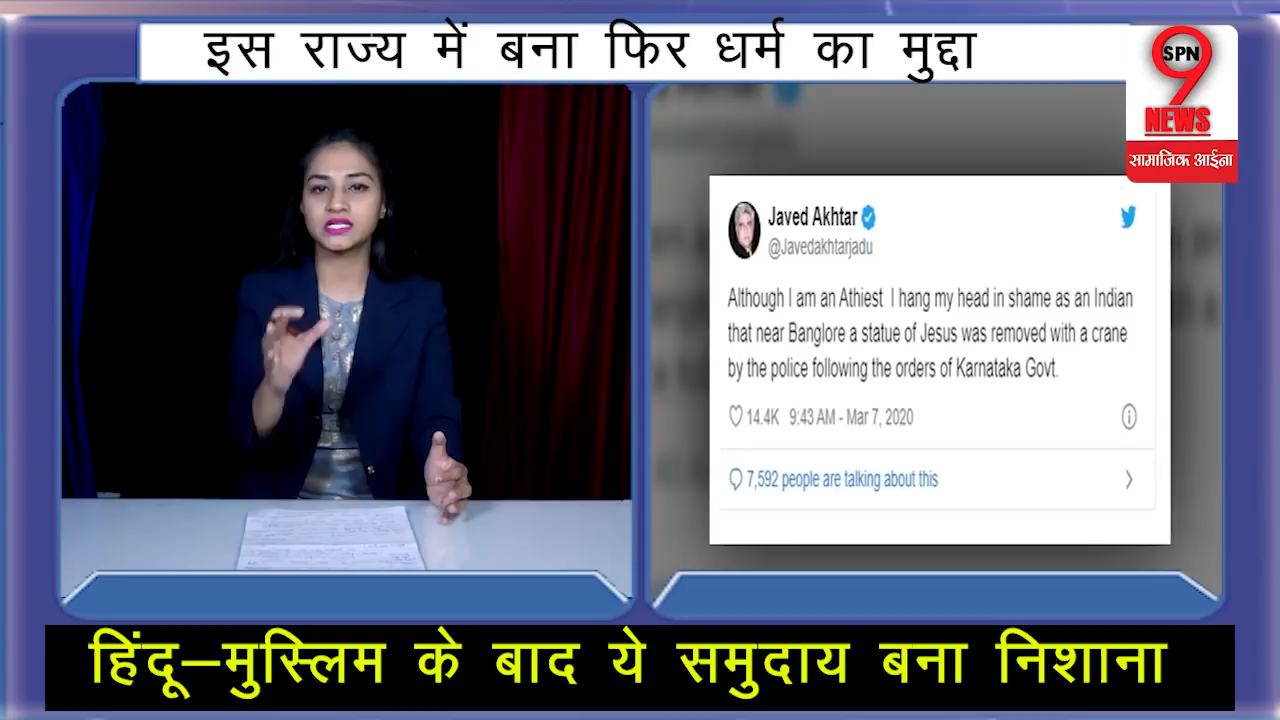 इस राज्य में बना फिर धर्म का मुद्दा
SPN
9
NEWS
सामाजिक आईना
Javed Akhtar
@Javedakhtarjadu
Although I am an Athiest I hang my head in shame as an Indian
that near Banglore a statue of Jesus was removed with a crane
by the police following the orders of Karnataka Govt.
14.4K 9:43 AM - Mar 7, 2020
7,592 people are talking about this
हिंदू–मुस्लिम के बाद ये समुदाय बना निशाना